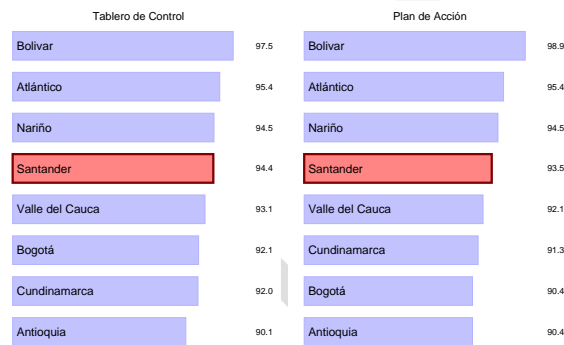 Tablero de Control
Bolivar 97.5
Atlántico 95.4
Nariño 94.5
Santander 94.4
Valle del Cauca 93.1
Bogotá 92.1
Cundinamarca 92.0
Antioquia 90.1
Plan de Acción
Bolivar 98.9
Atlántico 95.4
Nariño 94.5
Santander 93.5
Valle del Cauca 92.1
Cundinamarca 91.3
Bogotá 90.4
Antioquia 90.4